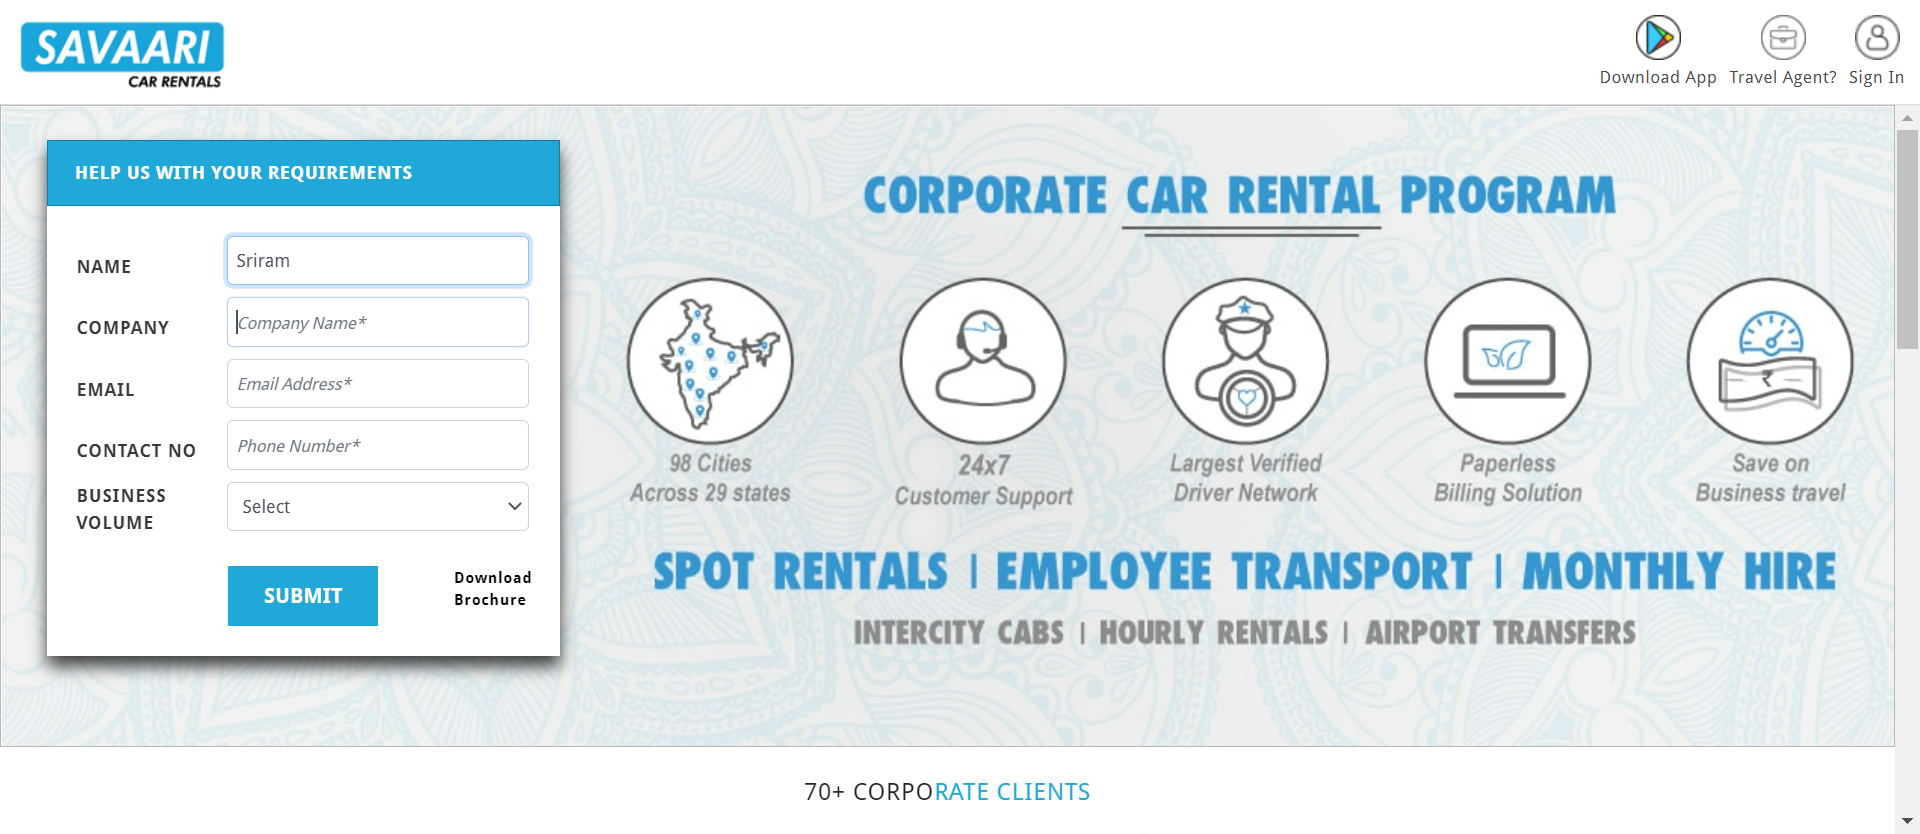 SAVAARI
CAR RENTALS
Download App
Travel Agent?
Sign In
HELP US WITH YOUR REQUIREMENTS
NAME
Sriram
COMPANY
Company Name*
EMAIL
Email Address*
CONTACT NO
Phone Number*
BUSINESS
VOLUME
Select
SUBMIT
Download
Brochure
CORPORATE CAR RENTAL PROGRAM
98 Cities
Across 29 states
24x7
Customer Support
Largest Verified
Driver Network
Paperless
Billing Solution
₹
Save on
Business travel
SPOT RENTALS | EMPLOYEE TRANSPORT | MONTHLY HIRE
INTERCITY CABS | HOURLY RENTALS | AIRPORT TRANSFERS
70+ CORPORATE CLIENTS